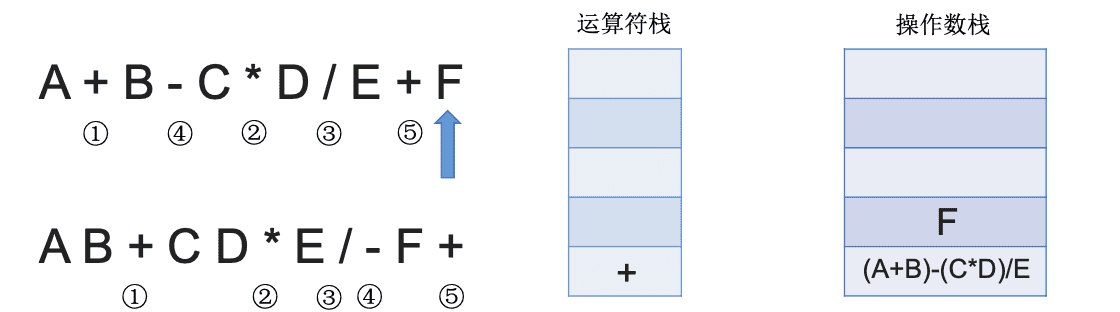 A + B - C * D / E + F
① ④ ② ③ ⑤
A B + C D * E / - F +
① ② ③ ④ ⑤
运算符栈
+
操作数栈
F
(A+B)-(C*D)/E